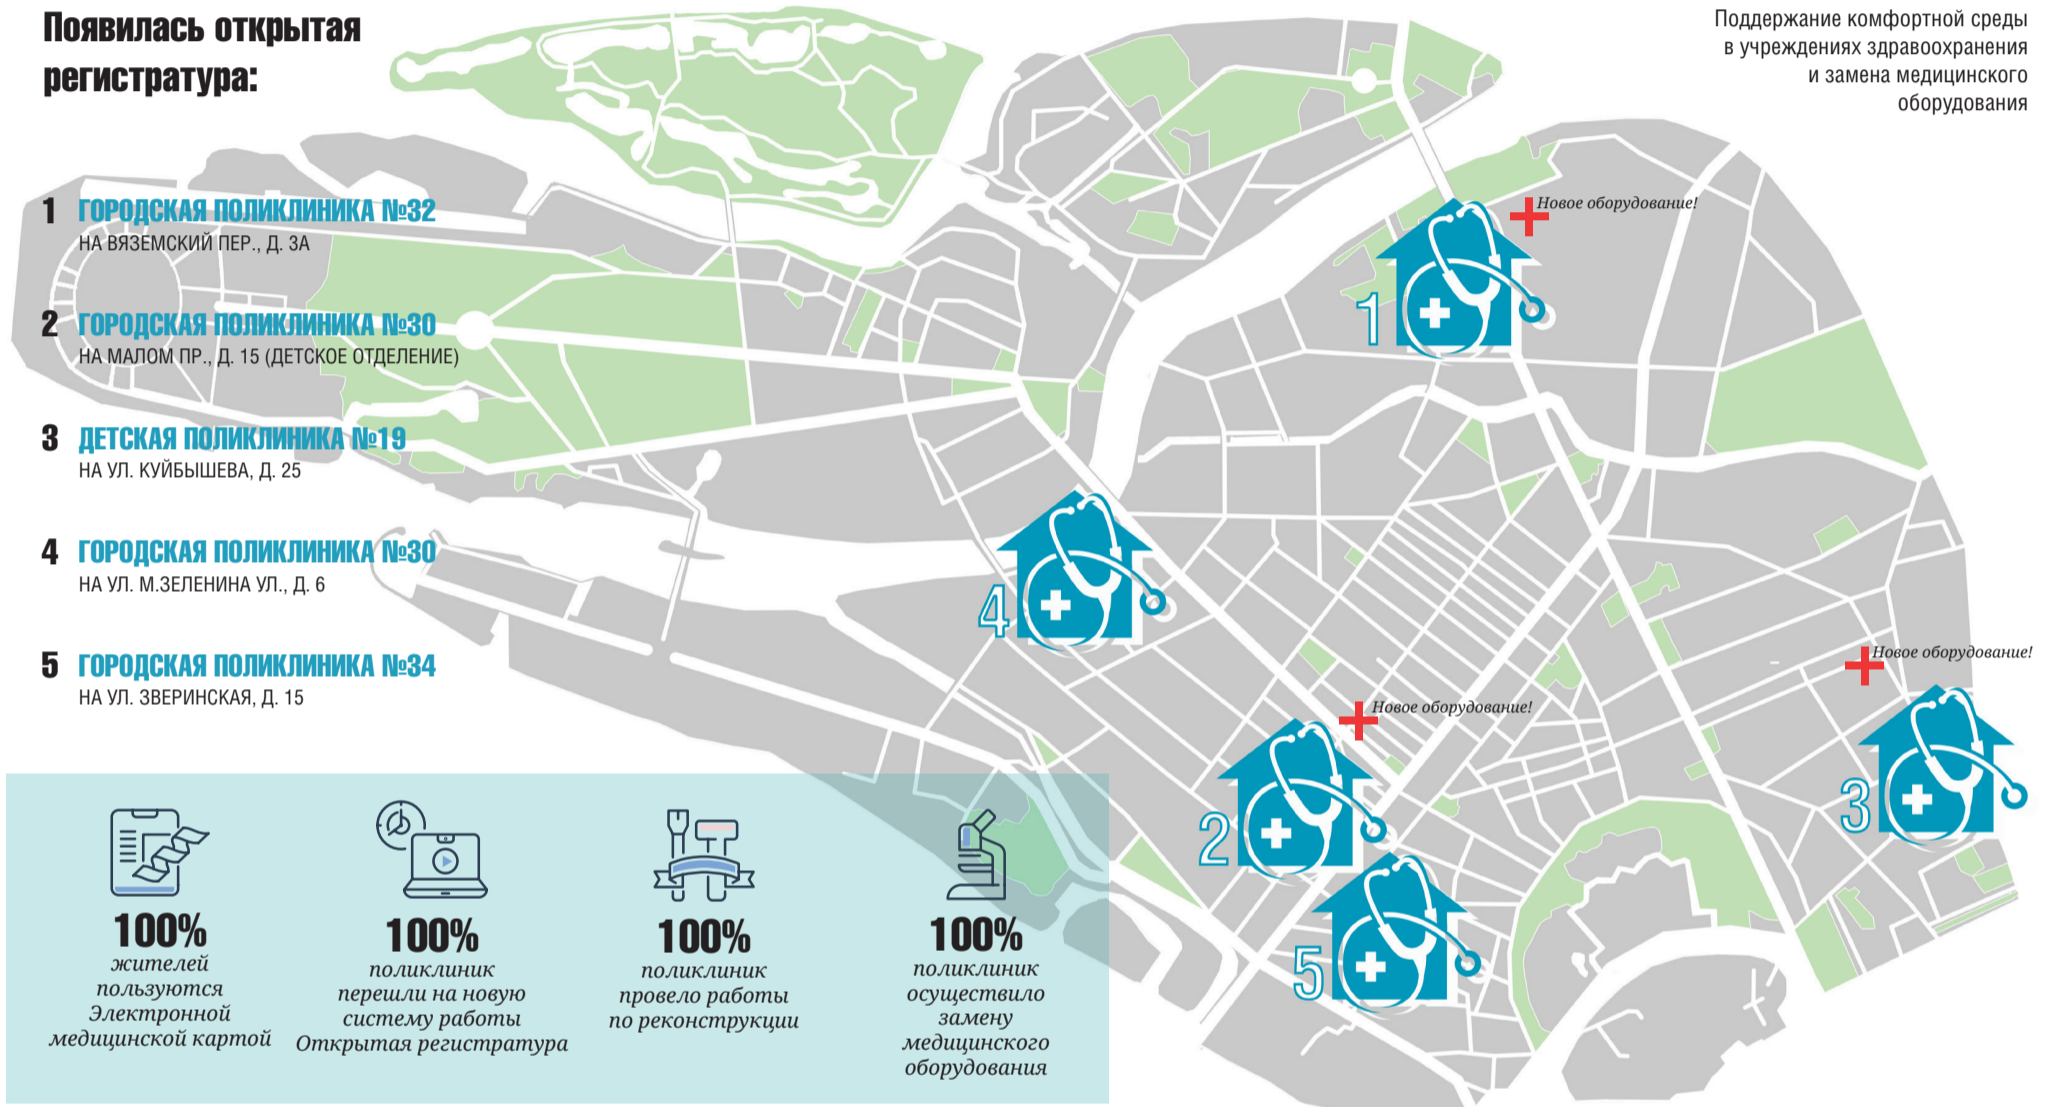 Появилась открытая
регистратура:
Поддержание комфортной среды
в учреждениях здравоохранения
и замена медицинского
оборудования
1 ГОРОДСКАЯ ПОЛИКЛИНИКА №32
НА ВЯЗЕМСКИЙ ПЕР., Д. 3А
2 ГОРОДСКАЯ ПОЛИКЛИНИКА №30
НА МАЛОМ ПР., Д. 15 (ДЕТСКОЕ ОТДЕЛЕНИЕ)
3 ДЕТСКАЯ ПОЛИКЛИНИКА №19
НА УЛ. КУЙБЫШЕВА, Д. 25
4 ГОРОДСКАЯ ПОЛИКЛИНИКА №30
НА УЛ. М.ЗЕЛЕНИНА УЛ., Д. 6
5 ГОРОДСКАЯ ПОЛИКЛИНИКА №34
НА УЛ. ЗВЕРИНСКАЯ, Д. 15
Новое оборудование!
1
4
Новое оборудование!
2
Новое оборудование!
3
5
100%
жителей
пользуются
Электронной
медицинской картой
100%
поликлиник
перешли на новую
систему работы
Открытая регистратура
100%
поликлиник
провело работы
по реконструкции
100%
поликлиник
осуществило
замену
медицинского
оборудования